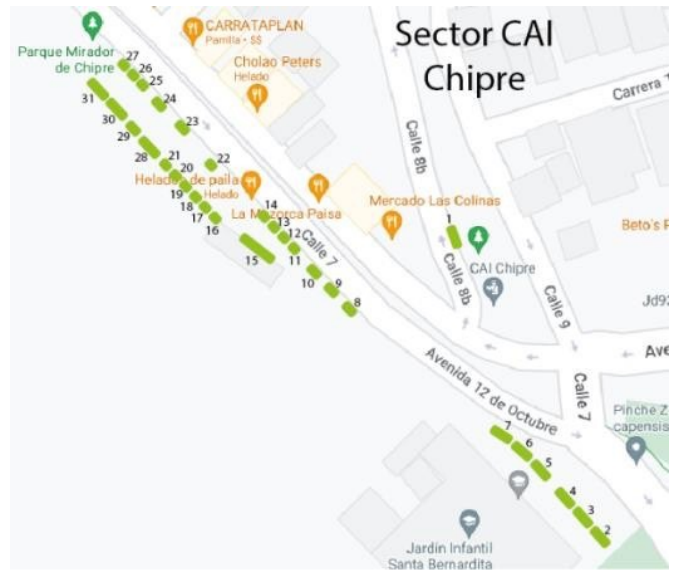 Sector CAI
Chipre
CARRATAPLAN
Parrilla • $$
Parque Mirador
de Chipre
Cholao Peters
Helado
Carrera 1
Calle 8b
27
26
25
24
23
31
30
29
28
21
20
19
18
17
16
22
Helados de paila
Helado
La Mazorca Paisa
Mercado Las Colinas
14
13
12
11
10
9
8
15
Calle 7
1
CAI Chipre
Calle 8b
Calle 9
Beto's F
Jd92
Ave
Avenida 12 de Octubre
Calle 7
Pinche Z
capensis
7
6
5
4
3
2
Jardín Infantil
Santa Bernardita